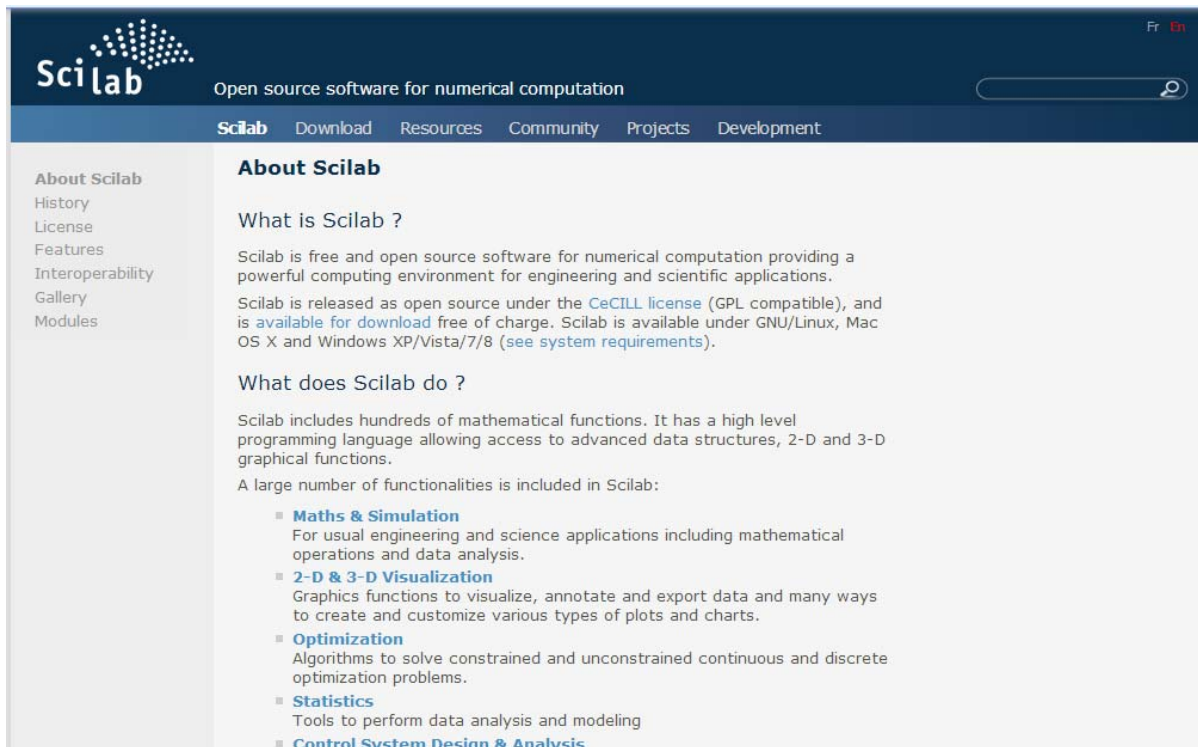 Fr En
Scilab
Open source software for numerical computation
Scilab Download Resources Community Projects Development
About Scilab
History
License
Features
Interoperability
Gallery
Modules
About Scilab
What is Scilab ?
Scilab is free and open source software for numerical computation providing a
powerful computing environment for engineering and scientific applications.
Scilab is released as open source under the CeCILL license (GPL compatible), and
is available for download free of charge. Scilab is available under GNU/Linux, Mac
OS X and Windows XP/Vista/7/8 (see system requirements).
What does Scilab do ?
Scilab includes hundreds of mathematical functions. It has a high level
programming language allowing access to advanced data structures, 2-D and 3-D
graphical functions.
A large number of functionalities is included in Scilab:
Maths & Simulation
For usual engineering and science applications including mathematical
operations and data analysis.
2-D & 3-D Visualization
Graphics functions to visualize, annotate and export data and many ways
to create and customize various types of plots and charts.
Optimization
Algorithms to solve constrained and unconstrained continuous and discrete
optimization problems.
Statistics
Tools to perform data analysis and modeling
Control System Design & Analysis